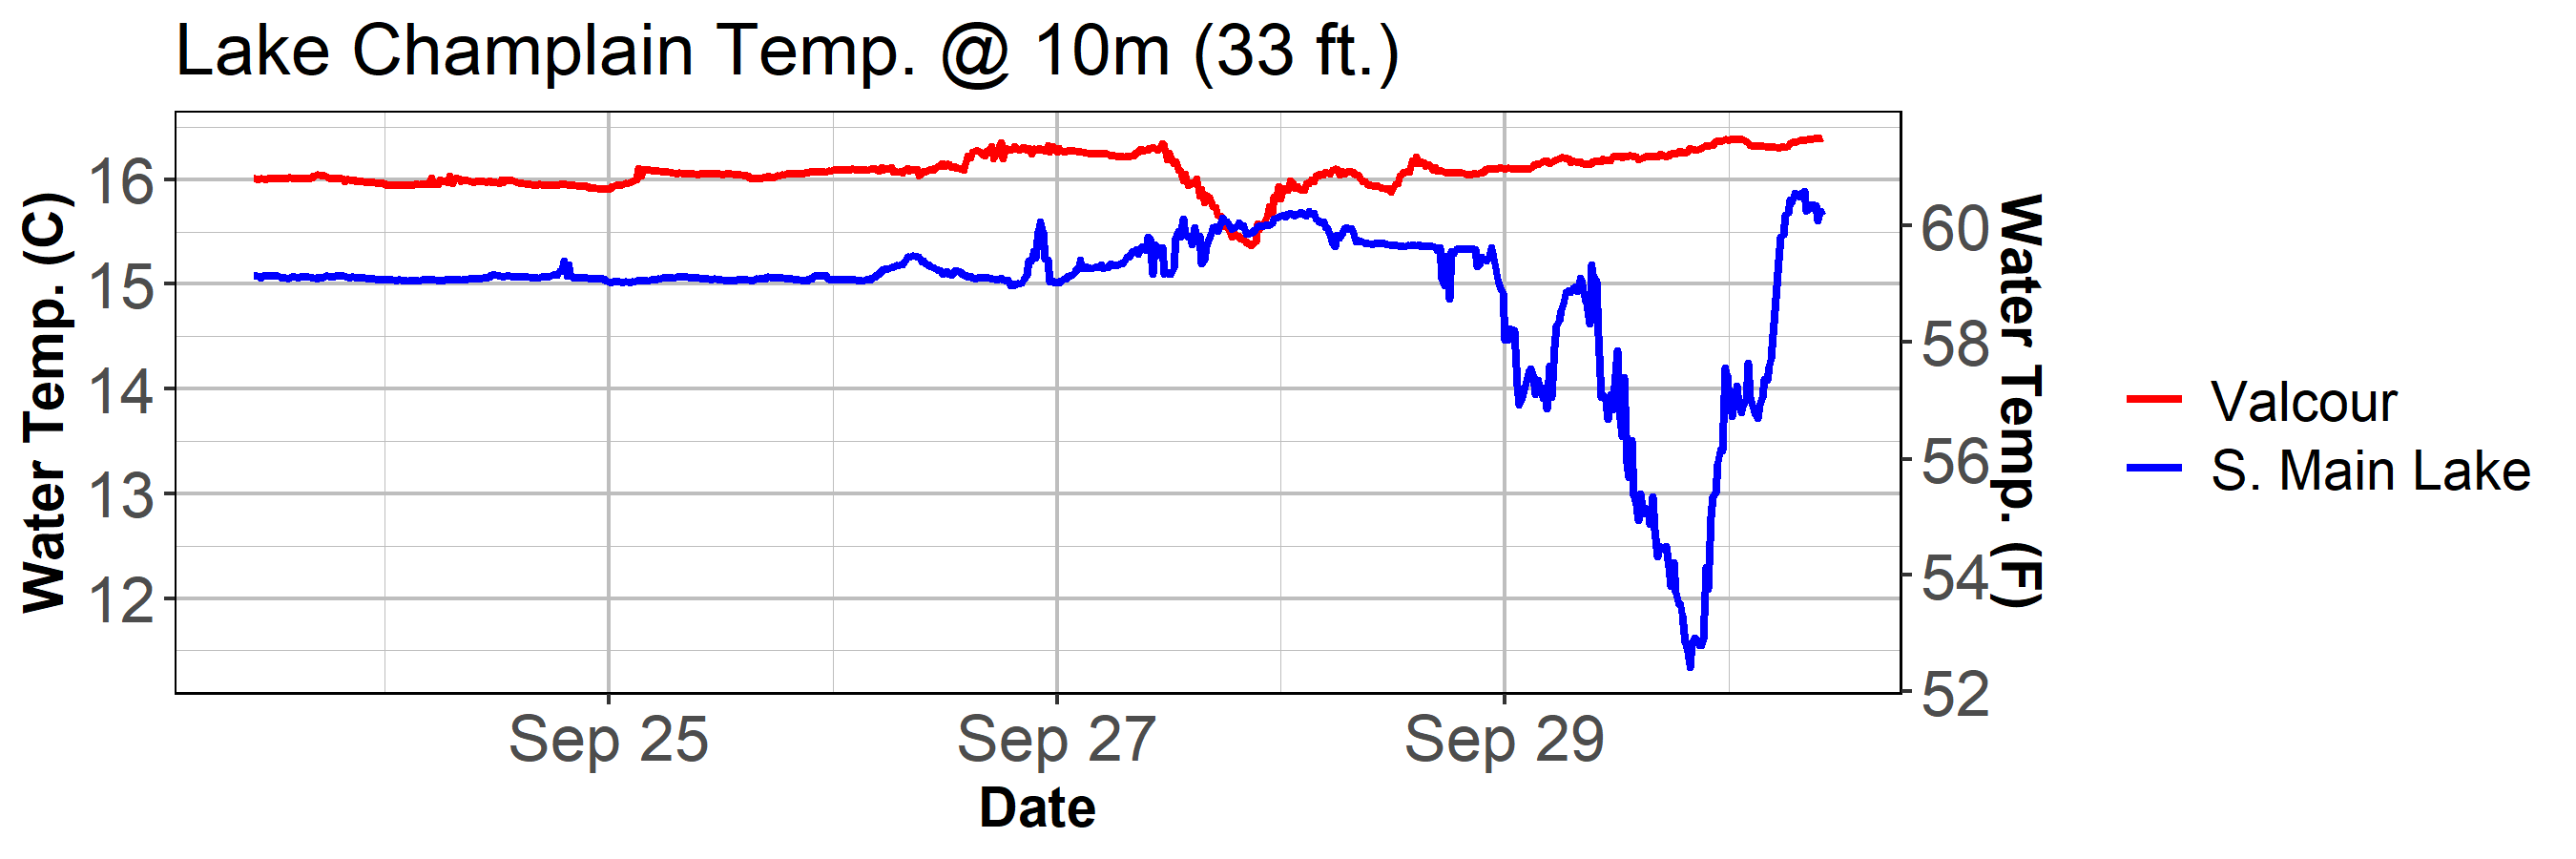 Lake Champlain Temp. @ 10m (33 ft.)
Water Temp. (C)
16
15
14
13
12
60
58
56
54
52
Water Temp. (F)
Sep 25
Sep 27
Sep 29
Date
Valcour
S. Main Lake